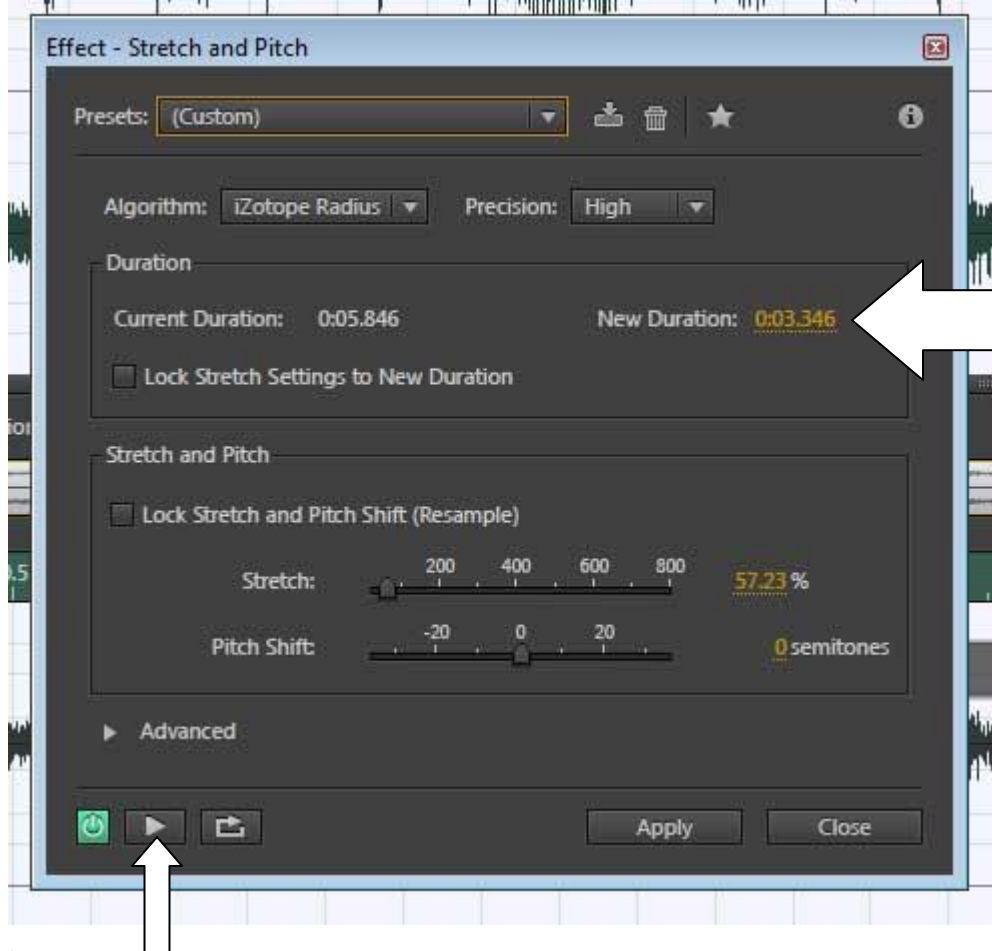 Effect - Stretch and Pitch
Presets: (Custom)
Algorithm: iZotope Radius Precision: High
Duration
Current Duration: 0:05.846 New Duration: 0:03.346
Lock Stretch Settings to New Duration
Stretch and Pitch
Lock Stretch and Pitch Shift (Resample)
200 400 600 800
Stretch: 57.23 %
-20 0 20
Pitch Shift: 0 semitones
Advanced
Apply Close